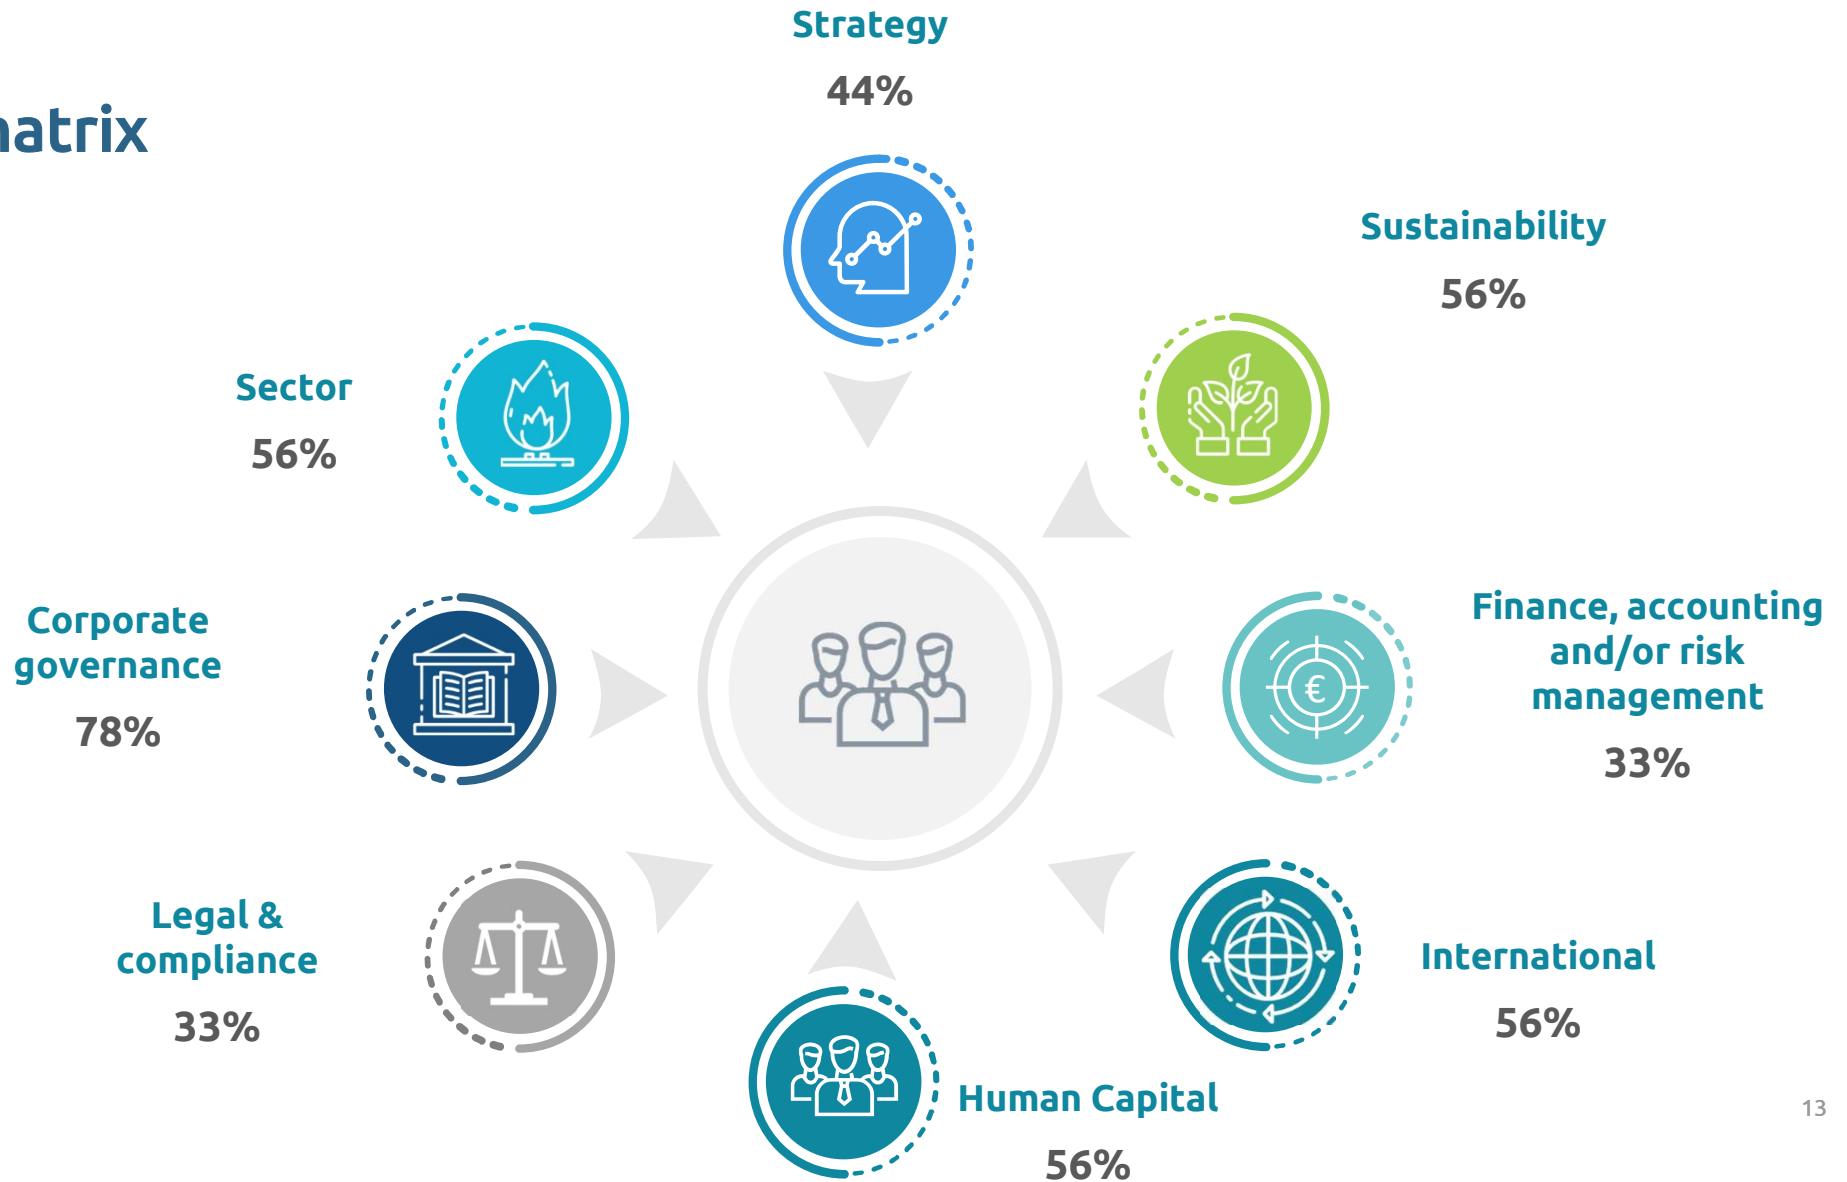 Strategy
44%
Sustainability
56%
Sector
56%
Corporate
governance
78%
€
Finance, accounting
and/or risk
management
33%
Legal &
compliance
33%
International
56%
Human Capital
56%
13